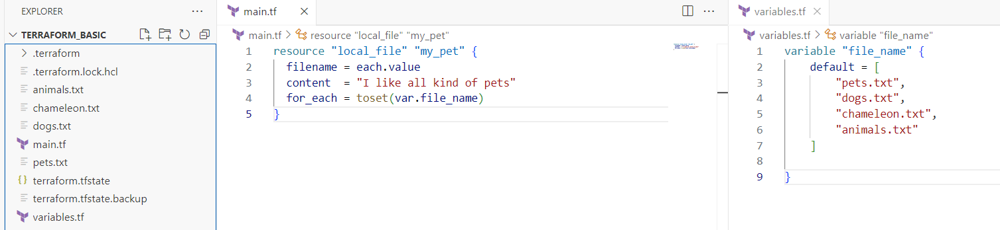 EXPLORER
TERRAFORM_BASIC
.terraform
.terraform.lock.hcl
animals.txt
chameleon.txt
dogs.txt
main.tf
pets.txt
terraform.tfstate
terraform.tfstate.backup
variables.tf
main.tf
main.tf > resource "local_file" "my_pet"
1 resource "local_file" "my_pet" {
2   filename = each.value
3   content  = "I like all kind of pets"
4   for_each = toset(var.file_name)
5 }
variables.tf
variables.tf > variable "file_name"
1 variable "file_name" {
2     default = [
3         "pets.txt",
4         "dogs.txt",
5         "chameleon.txt",
6         "animals.txt"
7     ]
8
9 }